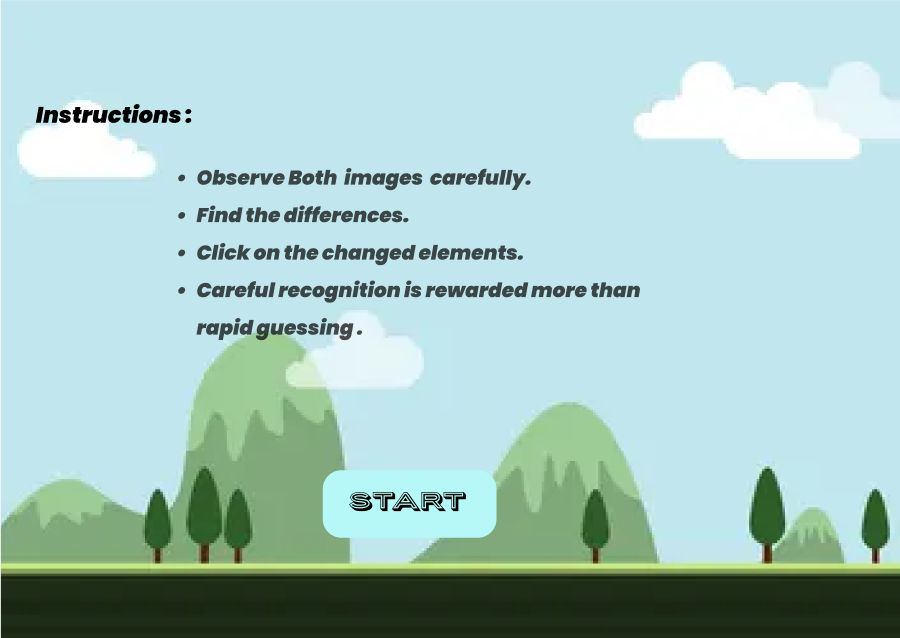 Instructions:
• Observe Both images carefully.
• Find the differences.
• Click on the changed elements.
• Careful recognition is rewarded more than
rapid guessing.
START